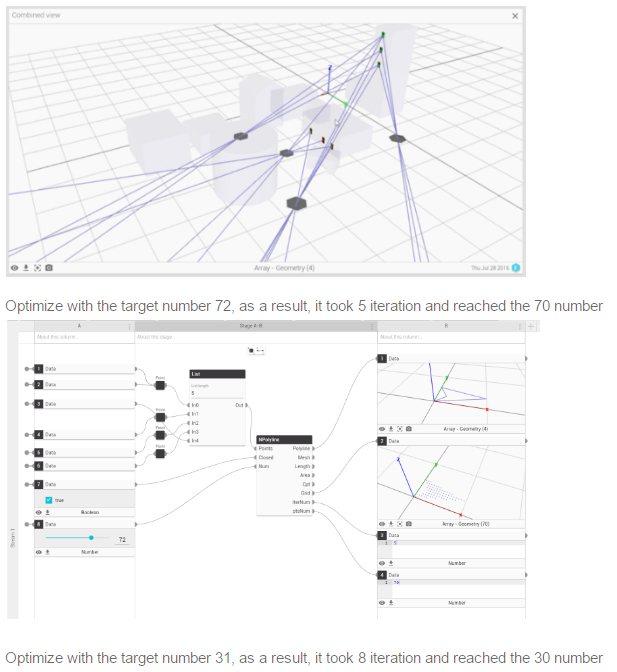 Combined view
Array - Geometry (4)
Thu Jul 28 2016
Optimize with the target number 72, as a result, it took 5 iteration and reached the 70 number
A
Stage A-B
B
About this column...
About this stage...
About this column...
1 Data
2 Data
3 Data
4 Data
5 Data
6 Data
7 Data
true
Boolean
8 Data
72
Number
Stream 1
Point
Point
Point
Point
List
ListLength
5
In0
In1
In2
In3
In4
Out
NPolyline
Points
Closed
Num
Polyline
Mesh
Length
Area
Cpt
Grid
IterNum
ptsNum
1 Data
Array - Geometry (4)
2 Data
Array - Geometry (70)
3 Data
1 5
Number
4 Data
1 70
Number
Optimize with the target number 31, as a result, it took 8 iteration and reached the 30 number